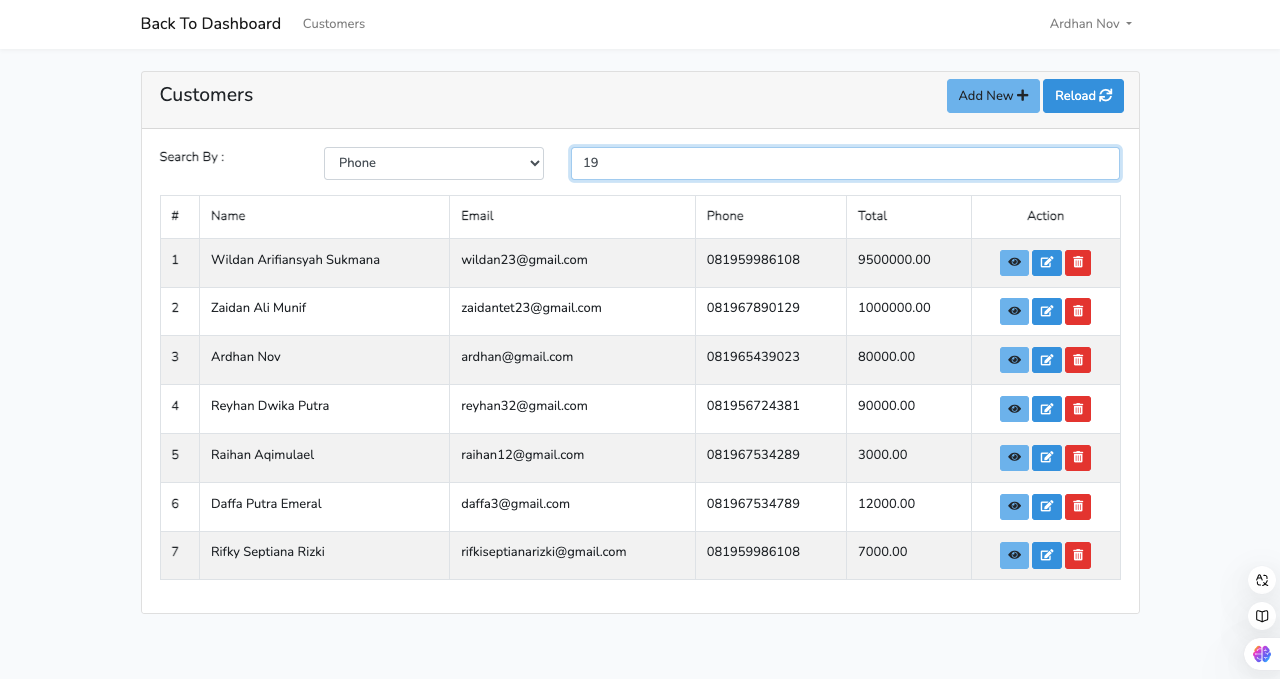 Back To Dashboard Customers Ardhan Nov
Customers Add New Reload
Search By : Phone 19
# Name Email Phone Total Action
1 Wildan Arifiansyah Sukmana wildan23@gmail.com 081959986108 9500000.00
2 Zaidan Ali Munif zaidantet23@gmail.com 081967890129 1000000.00
3 Ardhan Nov ardhan@gmail.com 081965439023 80000.00
4 Reyhan Dwika Putra reyhan32@gmail.com 081956724381 90000.00
5 Raihan Aqimulael raihan12@gmail.com 081967534289 3000.00
6 Daffa Putra Emeral daffa3@gmail.com 081967534789 12000.00
7 Rifky Septiana Rizki rifkiseptianarizki@gmail.com 081959986108 7000.00